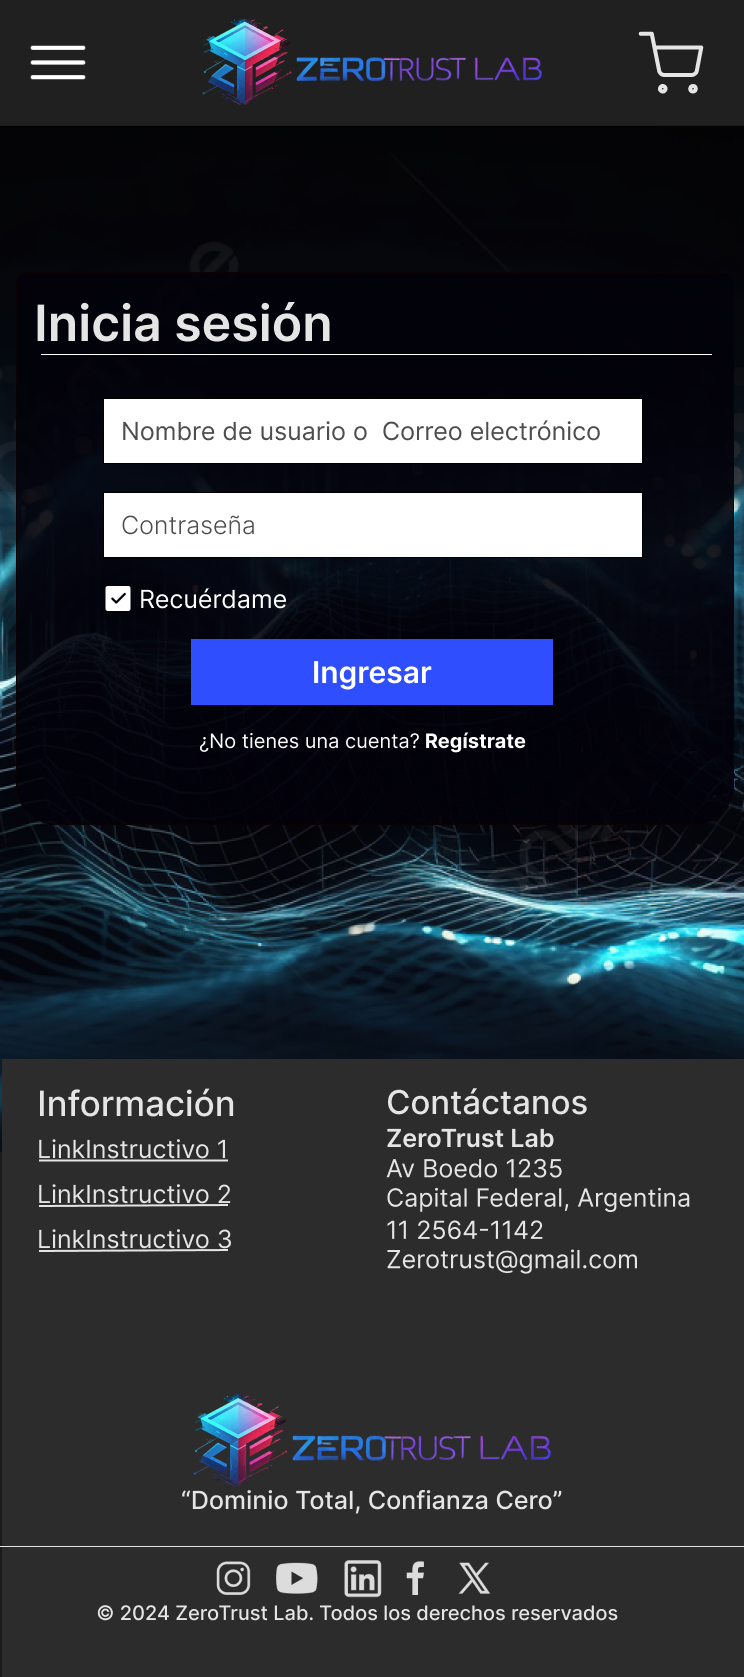 ZEROTRUST LAB
Inicia sesión
Nombre de usuario o  Correo electrónico
Contraseña
Recuérdame
Ingresar
¿No tienes una cuenta? Regístrate
Información
LinkInstructivo 1
LinkInstructivo 2
LinkInstructivo 3
Contáctanos
ZeroTrust Lab
Av Boedo 1235
Capital Federal, Argentina
11 2564-1142
Zerotrust@gmail.com
ZEROTRUST LAB
“Dominio Total, Confianza Cero”
© 2024 ZeroTrust Lab. Todos los derechos reservados